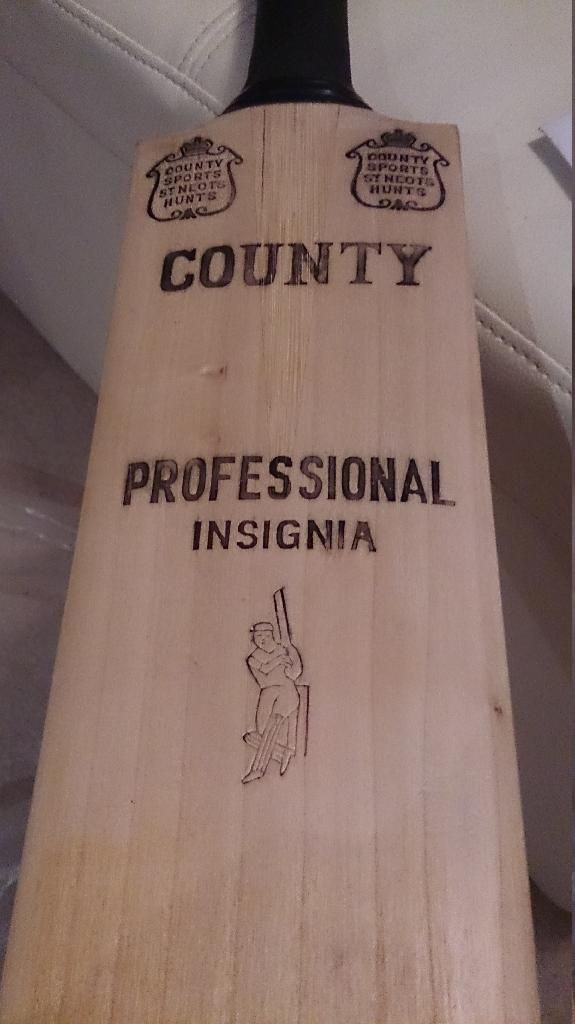 COUNTY
SPORTS
ST NEOTS
HUNTS
COUNTY
SPORTS
ST NEOTS
HUNTS
COUNTY
PROFESSIONAL
INSIGNIA